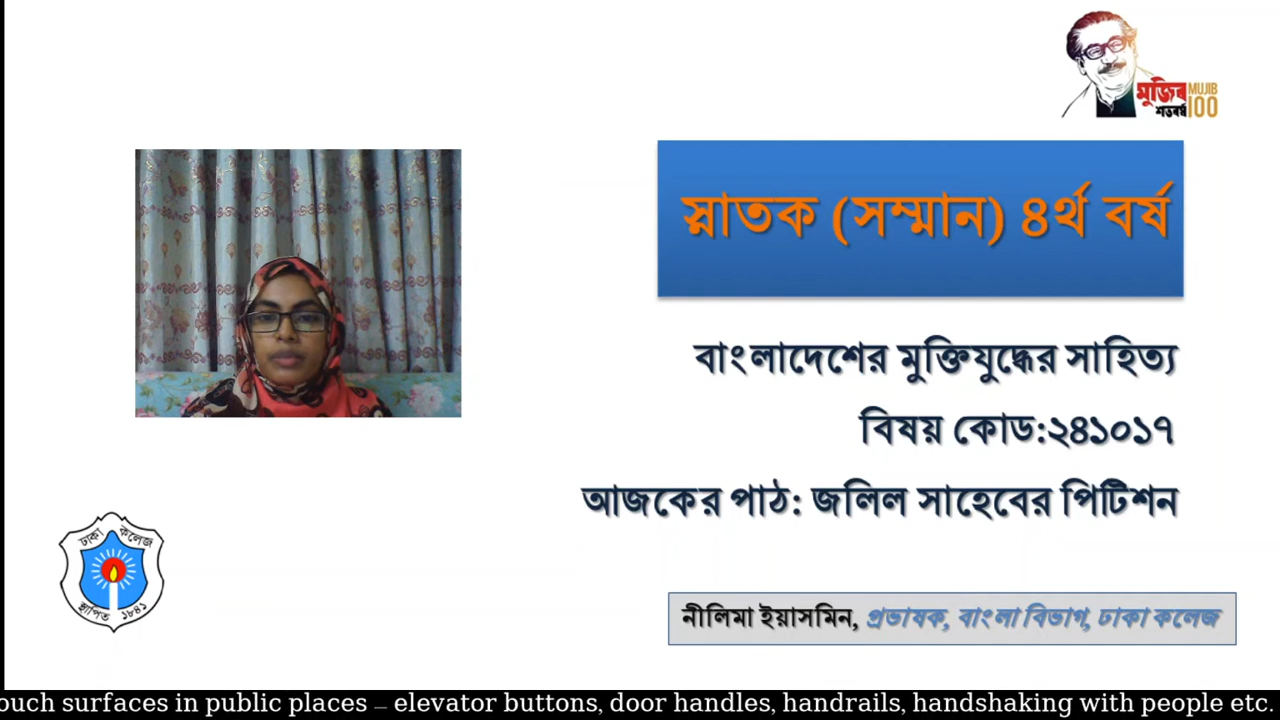 মুজিব MUJIB
শতবর্ষ 100
স্নাতক (সম্মান) ৪র্থ বর্ষ
বাংলাদেশের মুক্তিযুদ্ধের সাহিত্য
বিষয় কোড:২৪১০১৭
আজকের পাঠ: জলিল সাহেবের পিটিশন
ঢাকা কলেজ
স্থাপিত ১৮৪১
নীলিমা ইয়াসমিন, প্রভাষক, বাংলা বিভাগ, ঢাকা কলেজ
ouch surfaces in public places – elevator buttons, door handles, handrails, handshaking with people etc.